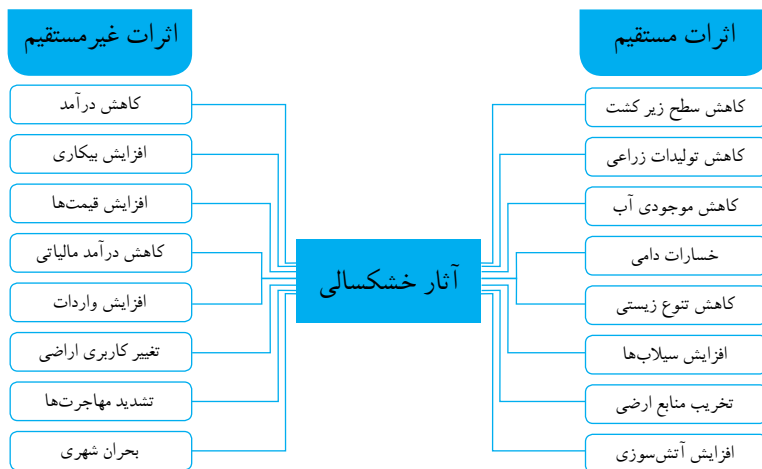 اثرات مستقیم
کاهش سطح زیر کشت
کاهش تولیدات زراعی
کاهش موجودی آب
خسارات دامی
کاهش تنوع زیستی
افزایش سیلاب‌ها
تخریب منابع ارضی
افزایش آتش‌سوزی
آثار خشکسالی
اثرات غیرمستقیم
کاهش درآمد
افزایش بیکاری
افزایش قیمت‌ها
کاهش درآمد مالیاتی
افزایش واردات
تغییر کاربری اراضی
تشدید مهاجرت‌ها
بحران شهری